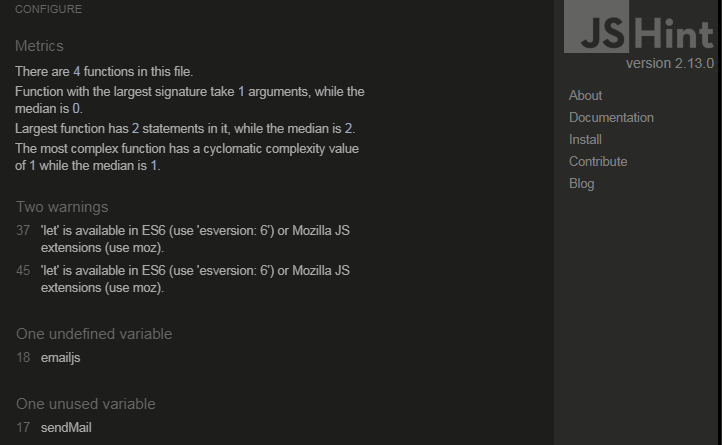 CONFIGURE
Metrics
There are 4 functions in this file.
Function with the largest signature take 1 arguments, while the
median is 0.
Largest function has 2 statements in it, while the median is 2.
The most complex function has a cyclomatic complexity value
of 1 while the median is 1.
Two warnings
37 'let' is available in ES6 (use 'esversion: 6') or Mozilla JS
extensions (use moz).
45 'let' is available in ES6 (use 'esversion: 6') or Mozilla JS
extensions (use moz).
One undefined variable
18 emailjs
One unused variable
17 sendMail
JSHint
version 2.13.0
About
Documentation
Install
Contribute
Blog